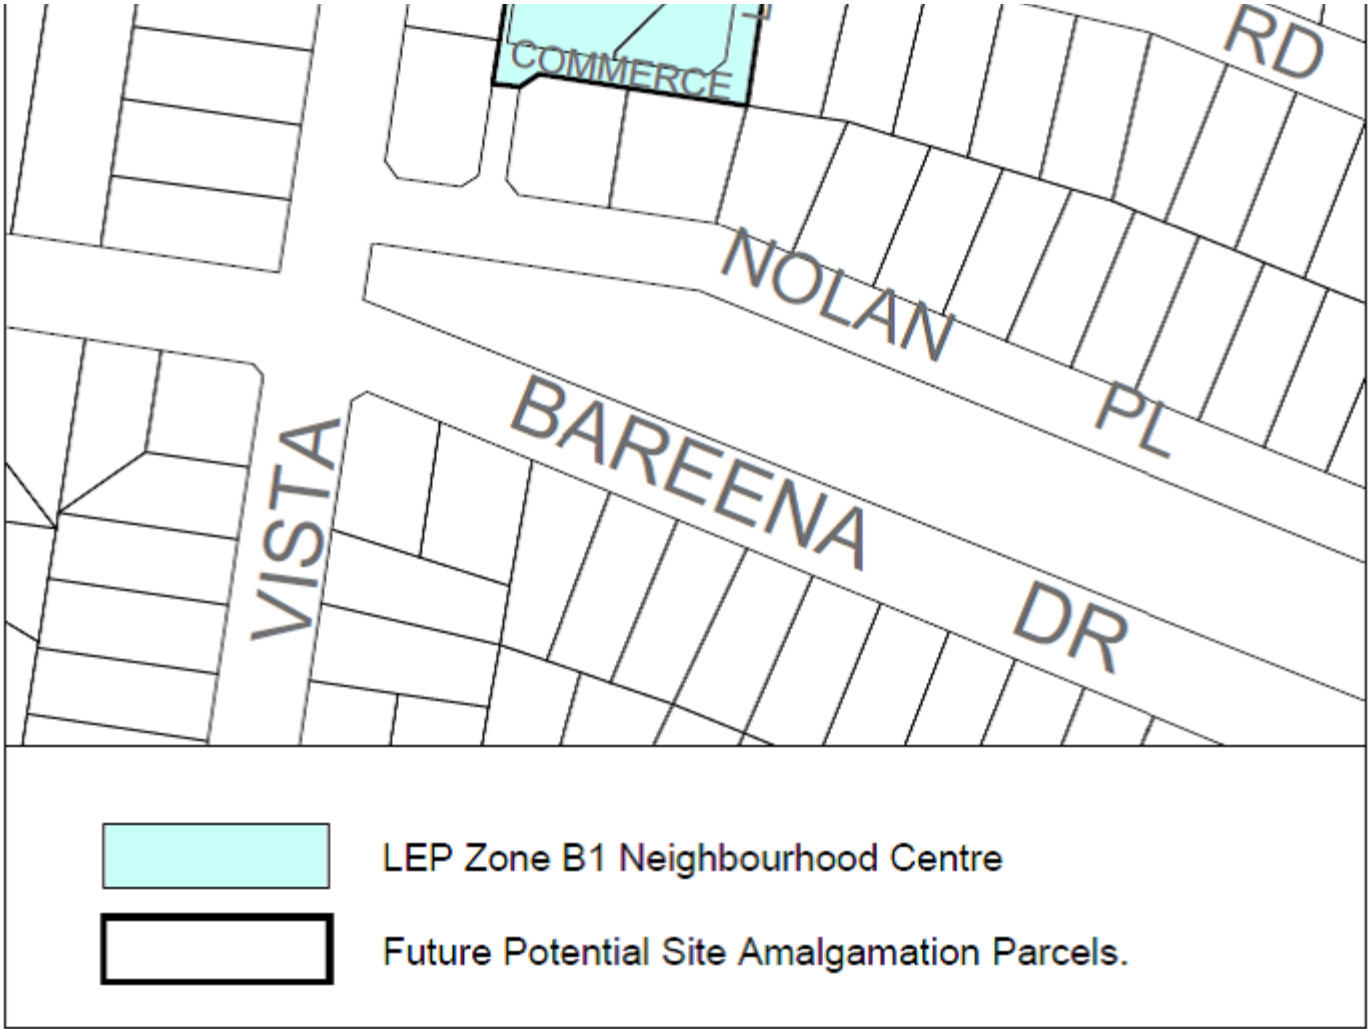 RD
COMMERCE
NOLAN
PL
BAREENA
DR
VISTA
LEP Zone B1 Neighbourhood Centre
Future Potential Site Amalgamation Parcels.